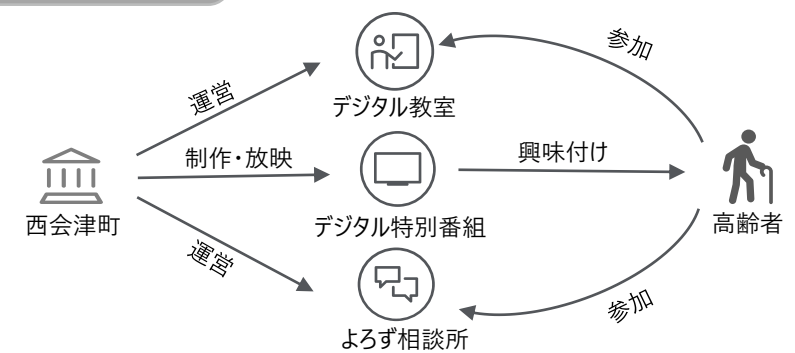 参加
運営
デジタル教室
制作・放映
興味付け
西会津町
デジタル特別番組
高齢者
運営
参加
よろず相談所